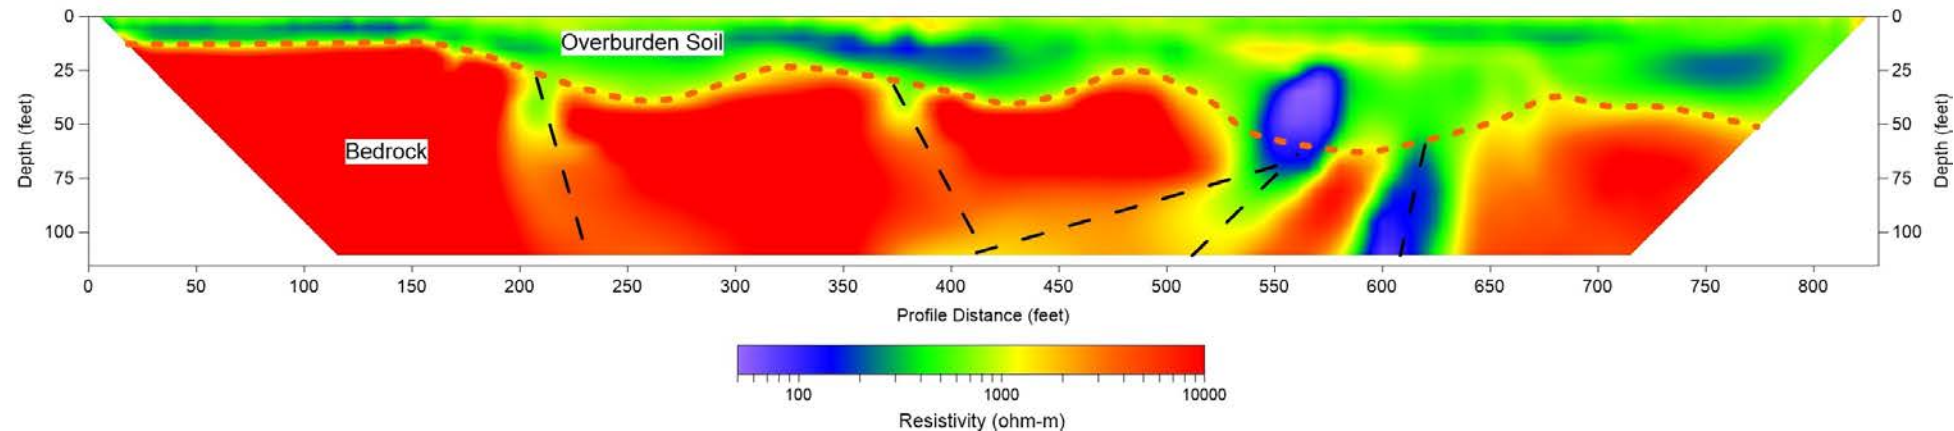 0
0
Overburden Soil
25
25
Depth (feet)
50
50
Depth (feet)
Bedrock
75
75
100
100
0 50 100 150 200 250 300 350 400 450 500 550 600 650 700 750 800
Profile Distance (feet)
100 1000 10000
Resistivity (ohm-m)